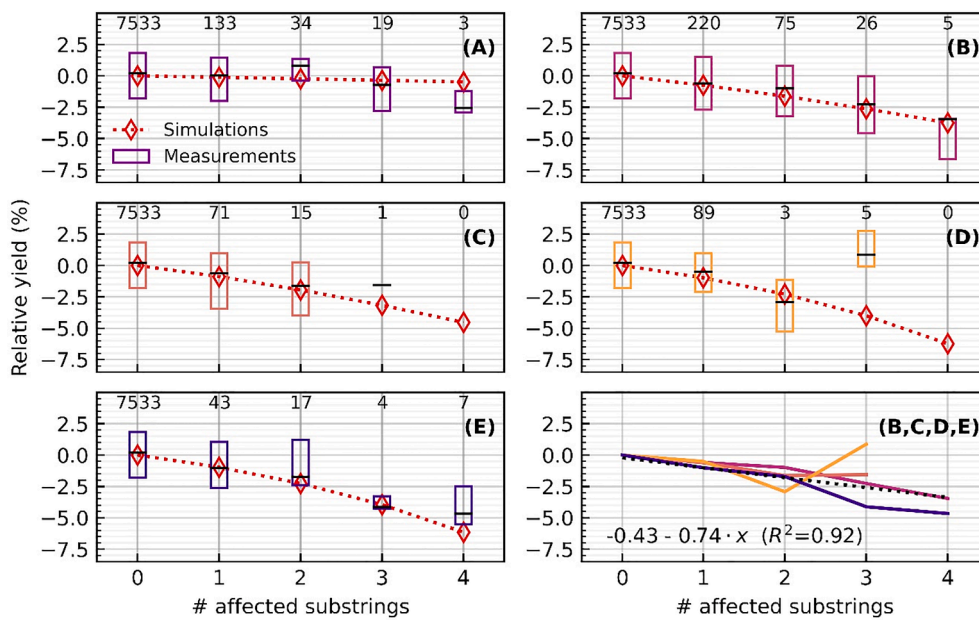 7533 133 34 19 3
(A)
2.5
0.0
−2.5
−5.0
−7.5
Simulations
Measurements
7533 220 75 26 5
(B)
2.5
0.0
−2.5
−5.0
−7.5
Relative yield (%)
7533 71 15 1 0
(C)
2.5
0.0
−2.5
−5.0
−7.5
7533 89 3 5 0
(D)
2.5
0.0
−2.5
−5.0
−7.5
7533 43 17 4 7
(E)
2.5
0.0
−2.5
−5.0
−7.5
0 1 2 3 4
# affected substrings
(B,C,D,E)
2.5
0.0
−2.5
−5.0
−7.5
-0.43 - 0.74 · x (R²=0.92)
0 1 2 3 4
# affected substrings